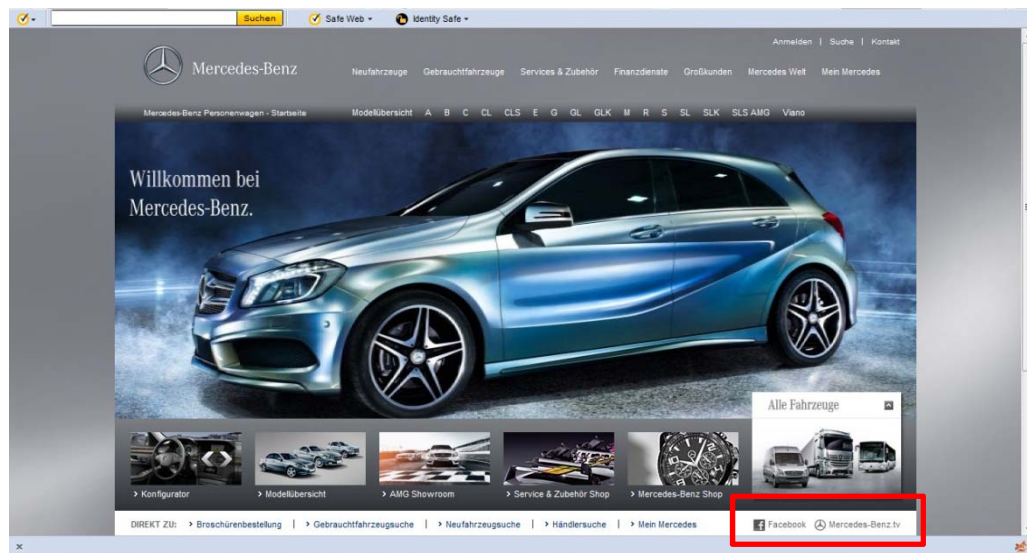 Suchen Safe Web Identity Safe
Anmelden | Suche | Kontakt
Mercedes-Benz
Neufahrzeuge Gebrauchtfahrzeuge Services & Zubehör Finanzdienste Großkunden Mercedes Welt Mein Mercedes
Mercedes-Benz Personenwagen - Startseite Modellübersicht A B C CL CLS E G GL GLK M R S SL SLK SLS AMG Viano
Willkommen bei
Mercedes-Benz.
Alle Fahrzeuge
> Konfigurator > Modellübersicht > AMG Showroom > Service & Zubehör Shop > Mercedes-Benz Shop
DIREKT ZU: > Broschürenbestellung | > Gebrauchtfahrzeugsuche | > Neufahrzeugsuche | > Händlersuche | > Mein Mercedes Facebook Mercedes-Benz.tv